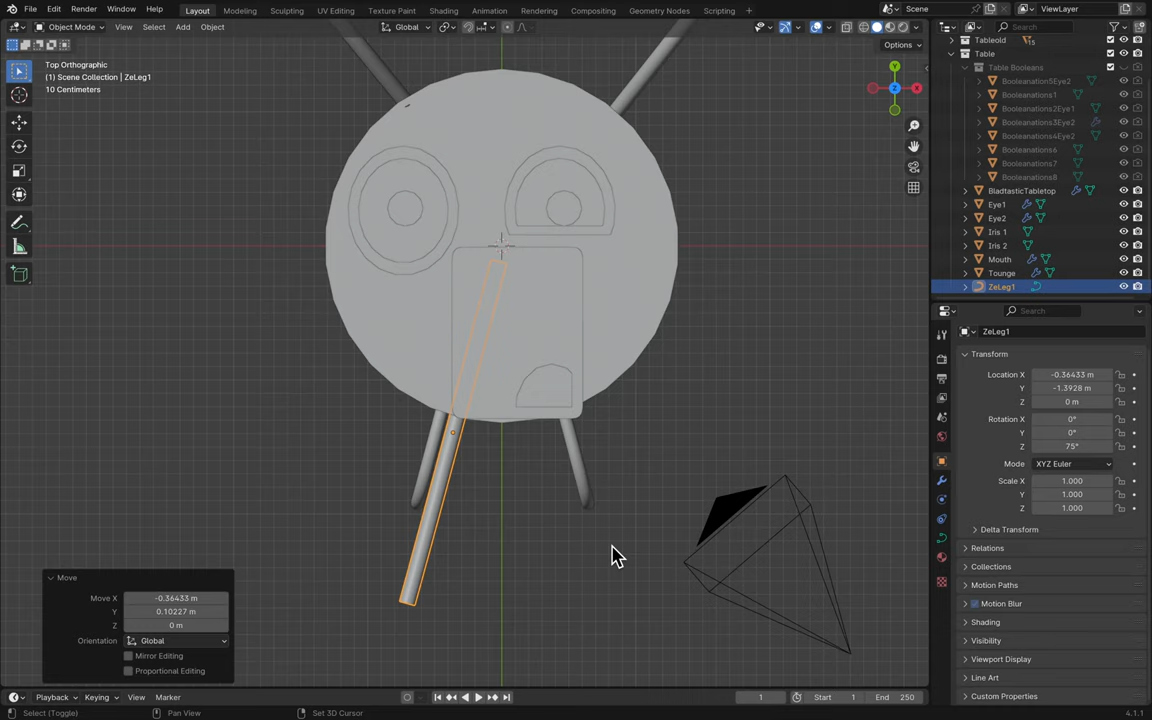 File Edit Render Window Help Layout Modeling Sculpting UV Editing Texture Paint Shading Animation Rendering Compositing Geometry Nodes Scripting + Scene ViewLayer
Object Mode View Select Add Object Global Search
Options
Top Orthographic
(1) Scene Collection | ZeLeg1
10 Centimeters
Y
X
Z
Tableold 15
Table
Table Booleans
Booleanation5Eye2
Booleanations1
Booleanations2Eye1
Booleanations3Eye2
Booleanations4Eye2
Booleanations6
Booleanations7
Booleanations8
BladtasticTabletop
Eye1
Eye2
Iris 1
Iris 2
Mouth
Tounge
ZeLeg1
Search
ZeLeg1
Transform
Location X -0.36433 m
Y -1.3928 m
Z 0 m
Rotation X 0°
Y 0°
Z 75°
Mode XYZ Euler
Scale X 1.000
Y 1.000
Z 1.000
Delta Transform
Relations
Collections
Motion Paths
Motion Blur
Shading
Visibility
Viewport Display
Line Art
Custom Properties
Move
Move X -0.36433 m
Y 0.10227 m
Z 0 m
Orientation Global
Mirror Editing
Proportional Editing
Playback Keying View Marker 1 Start 1 End 250
Select (Toggle) Pan View Set 3D Cursor 4.1.1